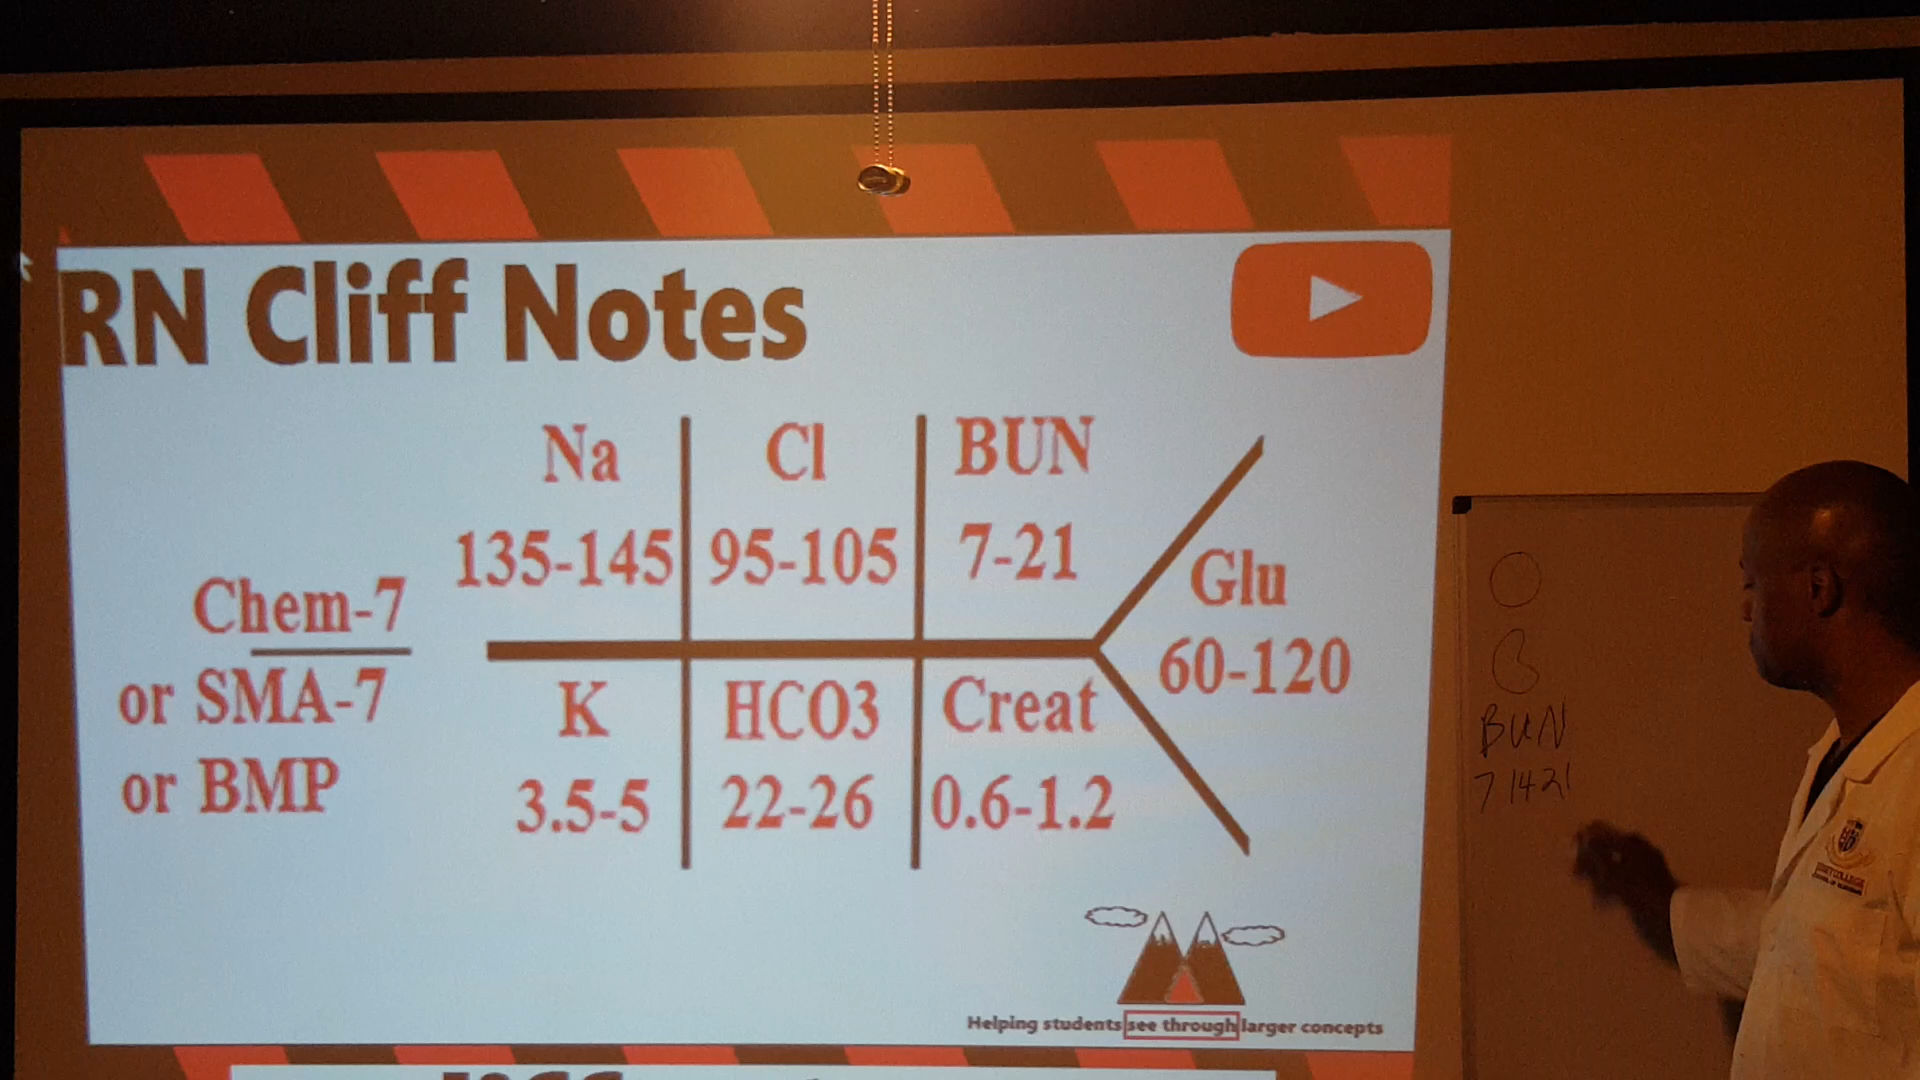 RN Cliff Notes
Na
Cl
BUN
135-145
95-105
7-21
Glu
60-120
Chem-7
or SMA-7
or BMP
K
HCO3
Creat
3.5-5
22-26
0.6-1.2
Helping students see through larger concepts
BUN
7 14 21